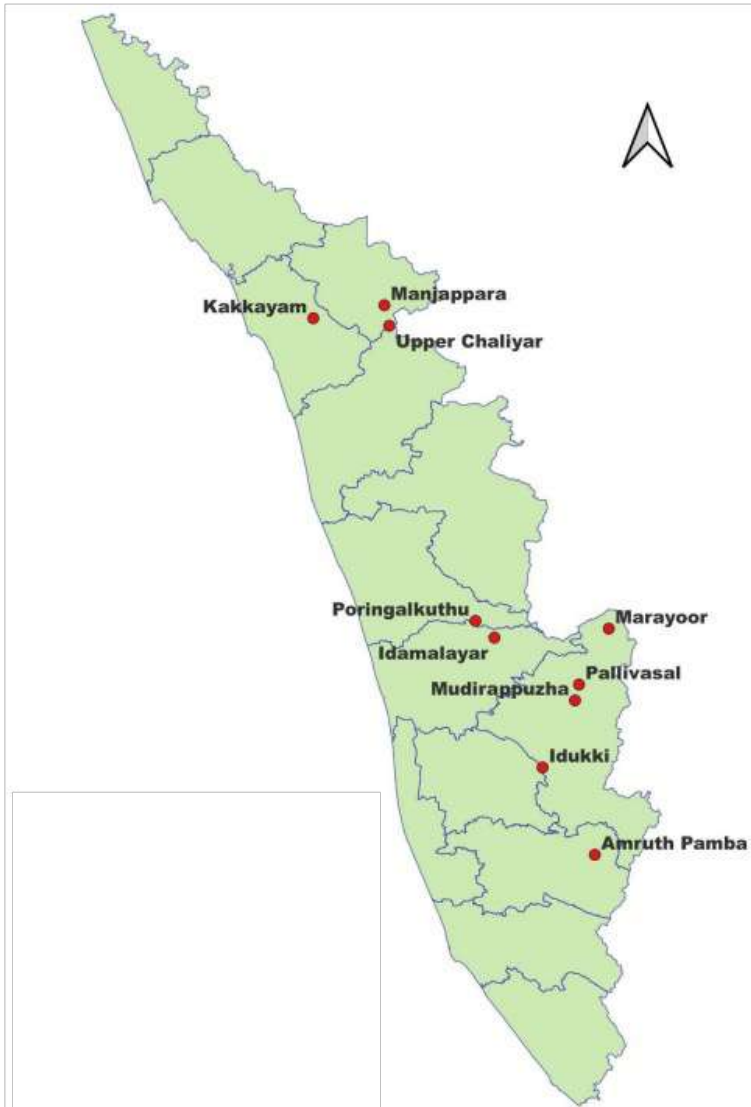 Manjappara
Kakkayam
Upper Chaliyar
Poringalkuthu
Marayoor
Idamalayar
Pallivasal
Mudirappuzha
Idukki
Amruth Pamba